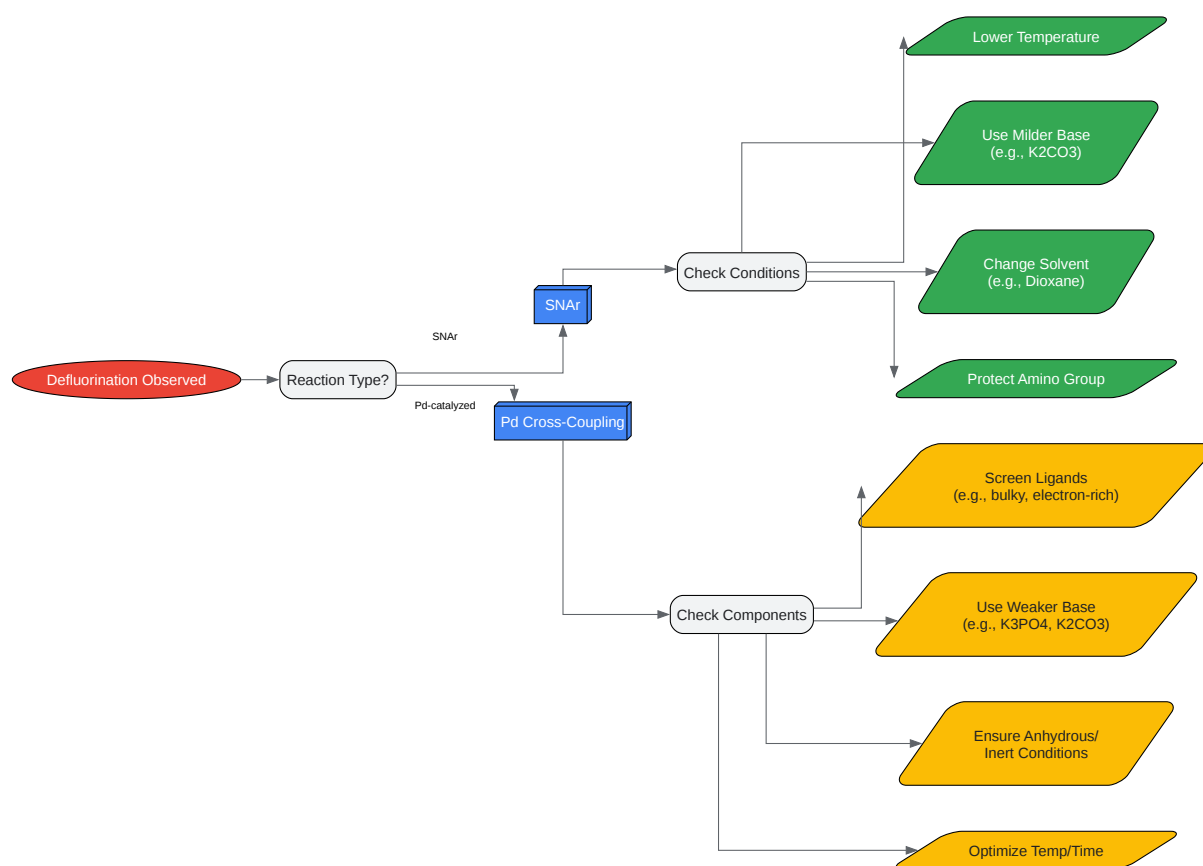 Lower Temperature
Use Milder Base
(e.g., K2CO3)
Change Solvent
(e.g., Dioxane)
Check Conditions
SNAr
SNAr
Defluorination Observed
Reaction Type?
Protect Amino Group
Pd-catalyzed
Pd Cross-Coupling
Screen Ligands
(e.g., bulky, electron-rich)
Check Components
Use Weaker Base
(e.g., K3PO4, K2CO3)
Ensure Anhydrous/
Inert Conditions
Optimize Temp/Time